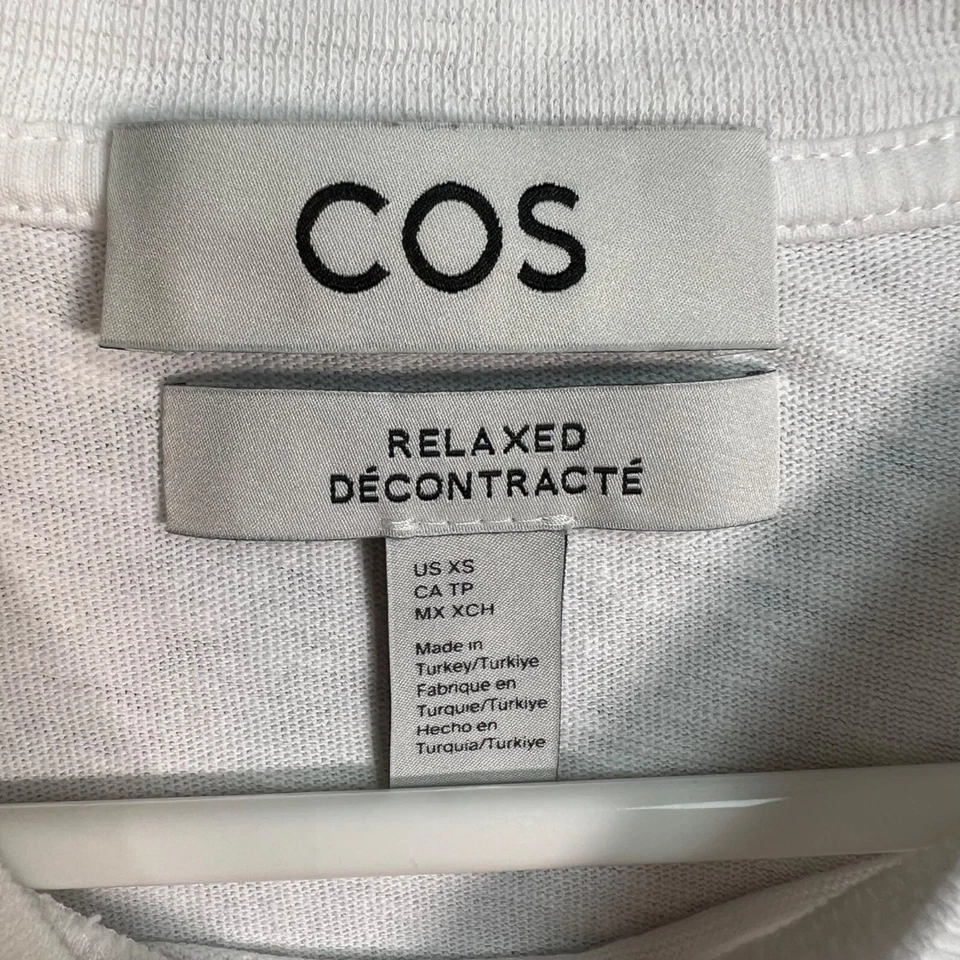 COS
RELAXED
DÉCONTRACTÉ
US XS
CA TP
MX XCH
Made in
Turkey/Turkiye
Fabrique en
Turquie/Turkiye
Hecho en
Turquia/Turkiye